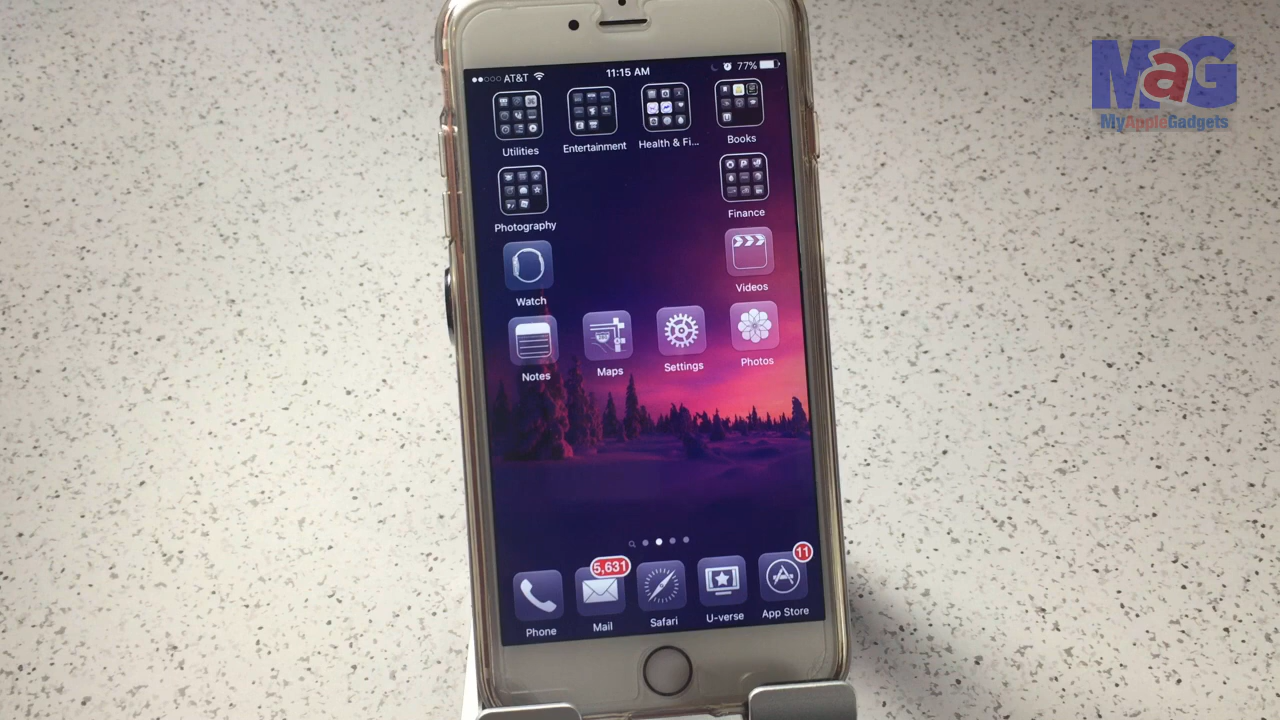 MaG
MyAppleGadgets
AT&T 11:15 AM 77%
Utilities Entertainment Health & Fi... Books
Photography Finance
Watch Videos
Notes Maps Settings Photos
5,631 11
Phone Mail Safari U-verse App Store